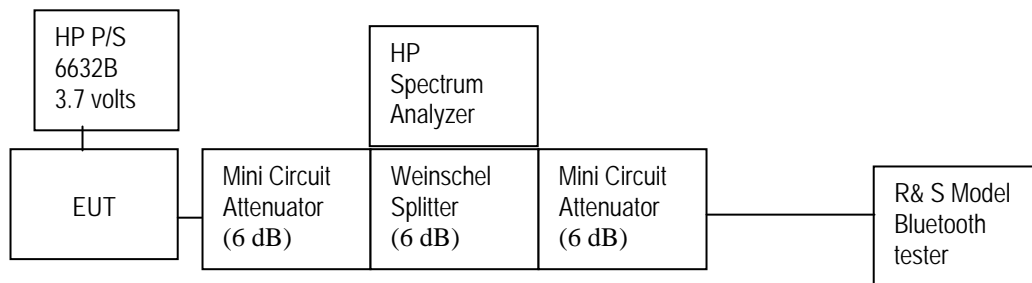 HP P/S
6632B
3.7 volts
HP
Spectrum
Analyzer
EUT
Mini Circuit
Attenuator
(6 dB)
Weinschel
Splitter
(6 dB)
Mini Circuit
Attenuator
(6 dB)
R& S Model
Bluetooth
tester